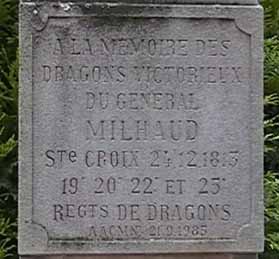 A LA MEMOIRE DES
DRAGONS VICTORIEUX
DU GENERAL
MILHAUD
STE CROIX 24.12.1813
19E 20E 22E ET 25E
REGTS DE DRAGONS
AACMN 21.9.1985